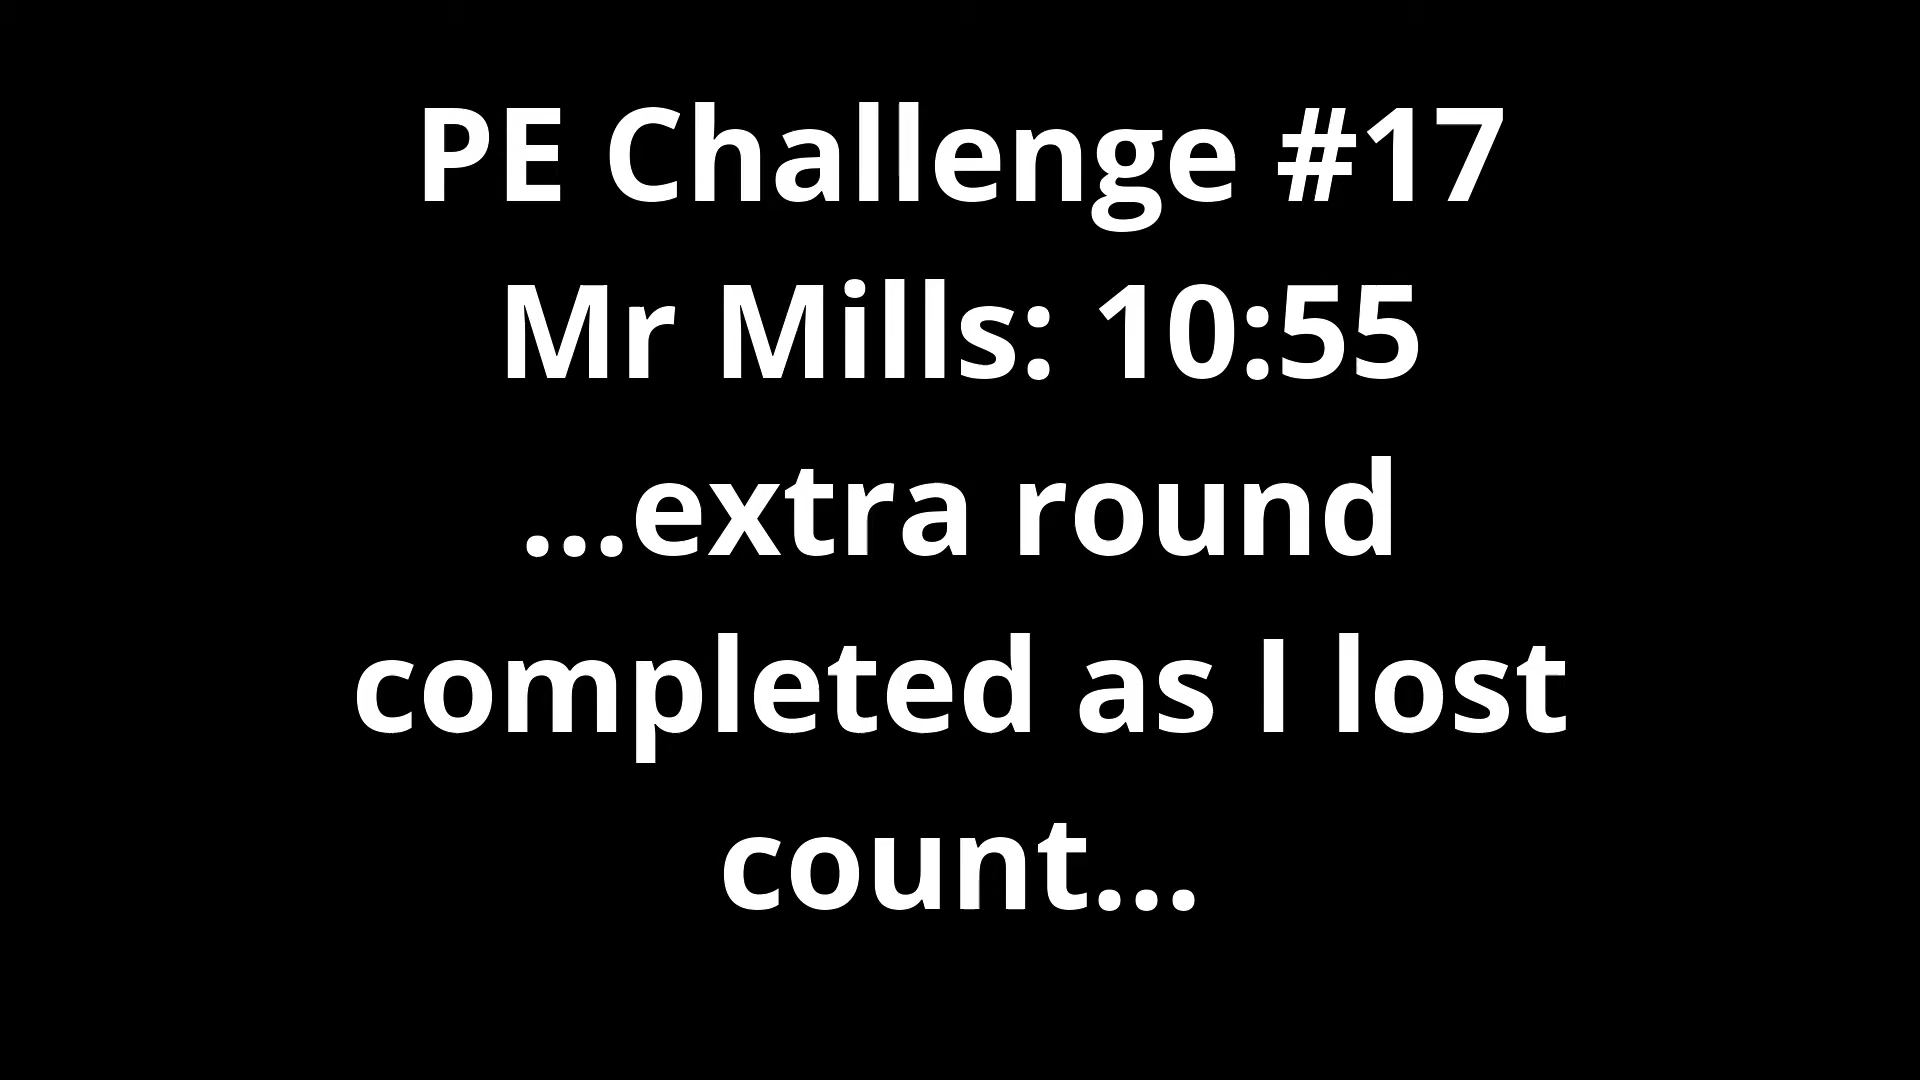 PE Challenge #17
Mr Mills: 10:55
...extra round
completed as I lost
count...